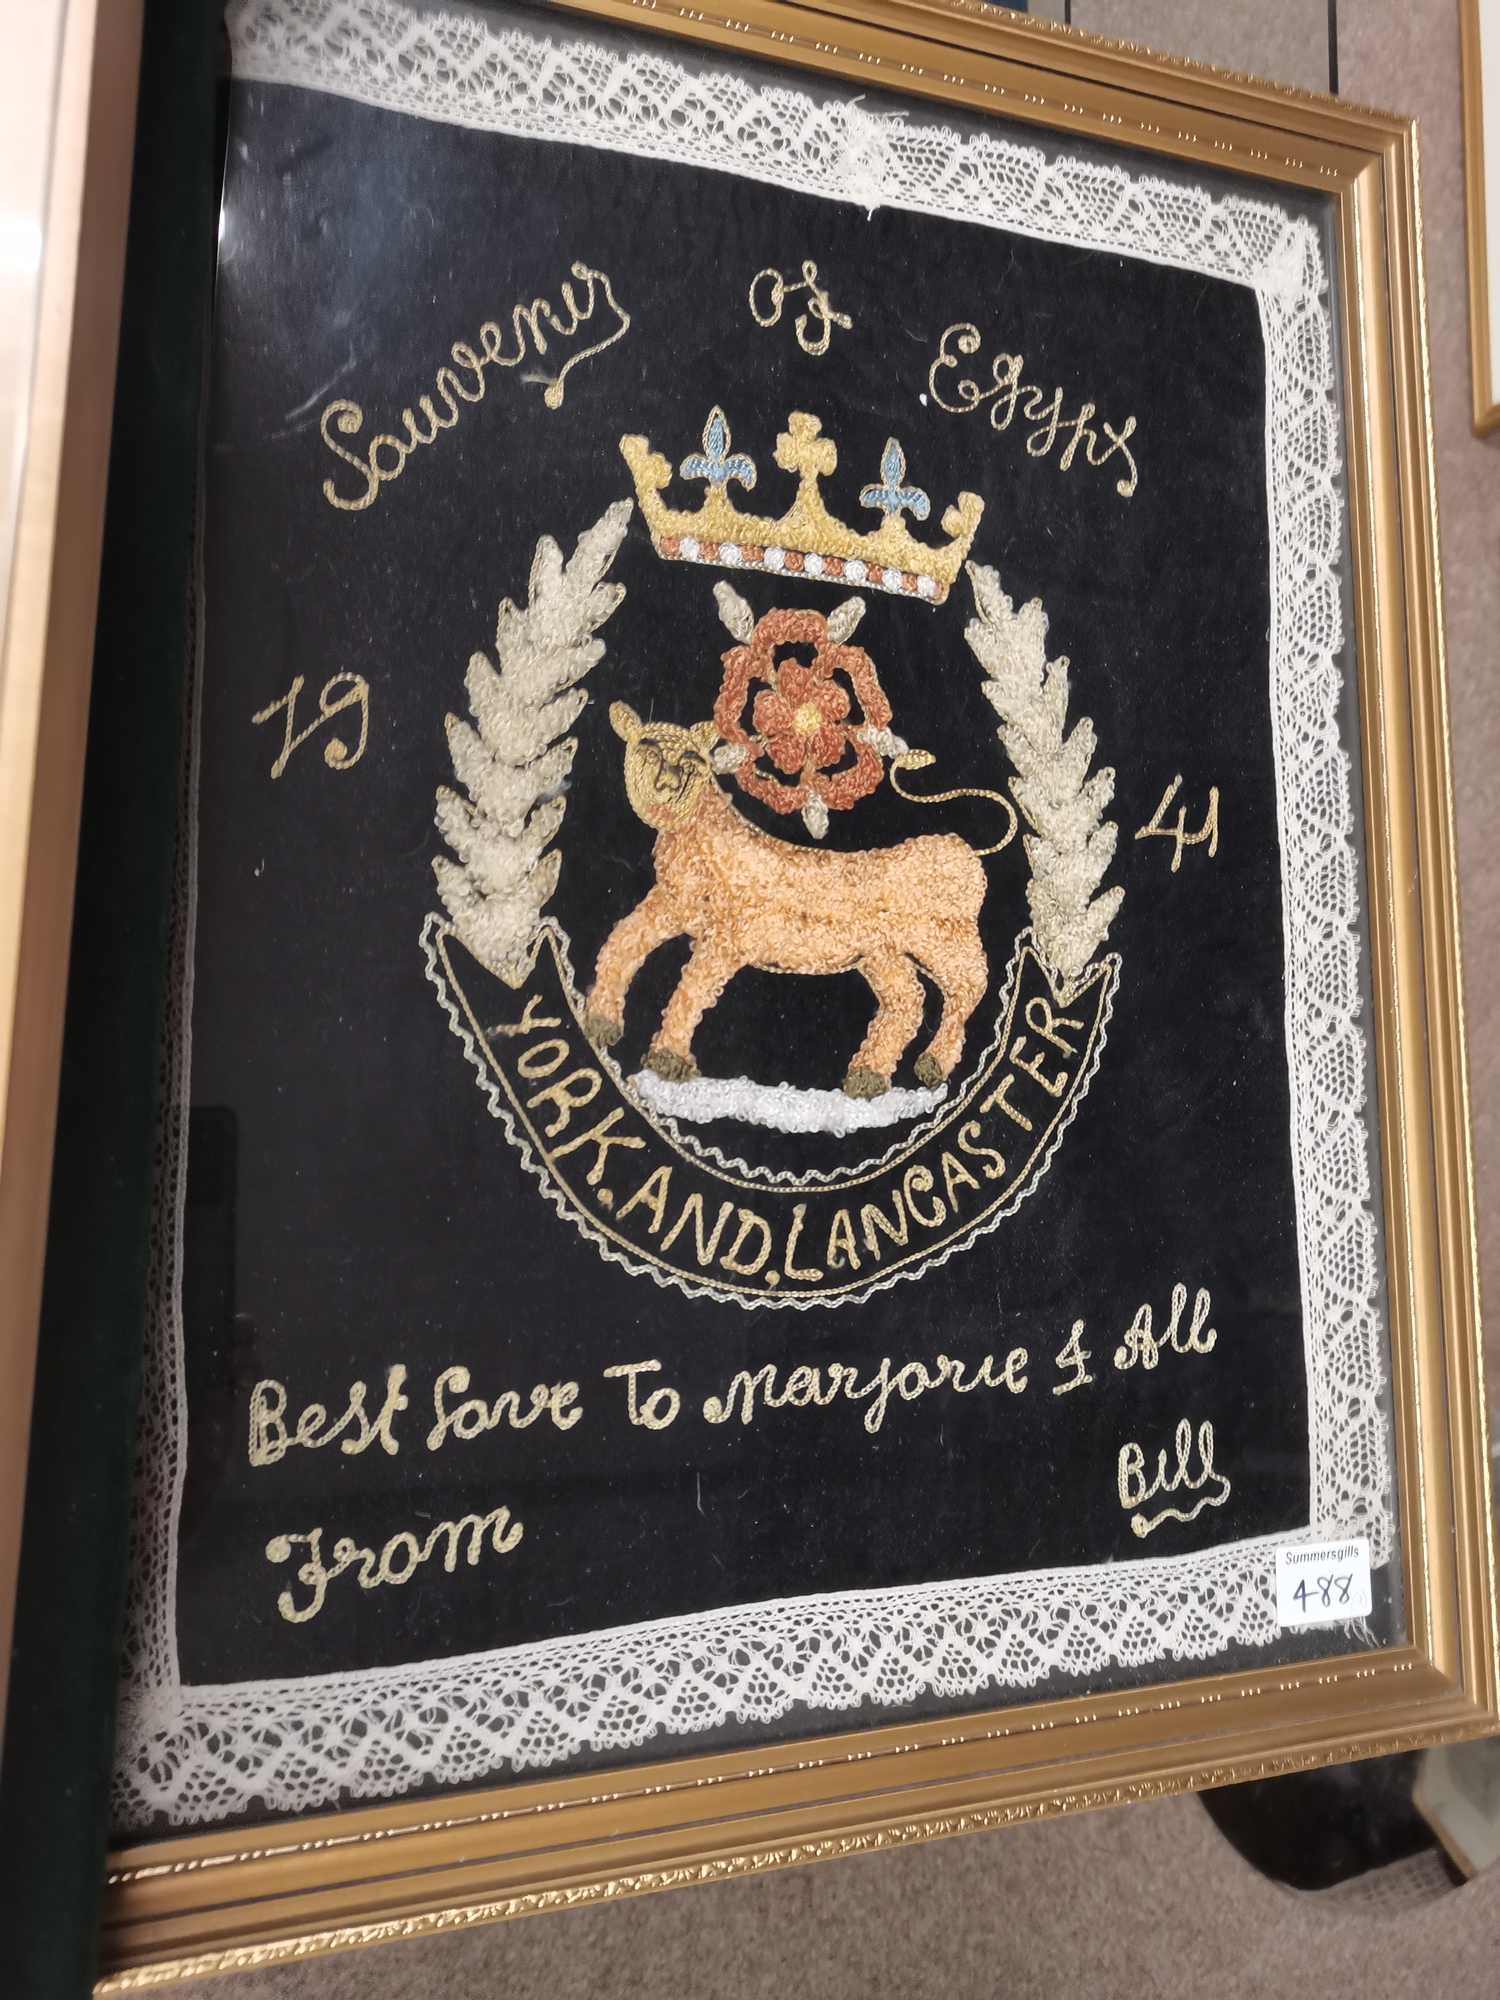 Souvenir Of Egypt
19 41
YORK. AND, LANCASTER
Best Love To Marjorie & All
From Bill
Summersgills
488